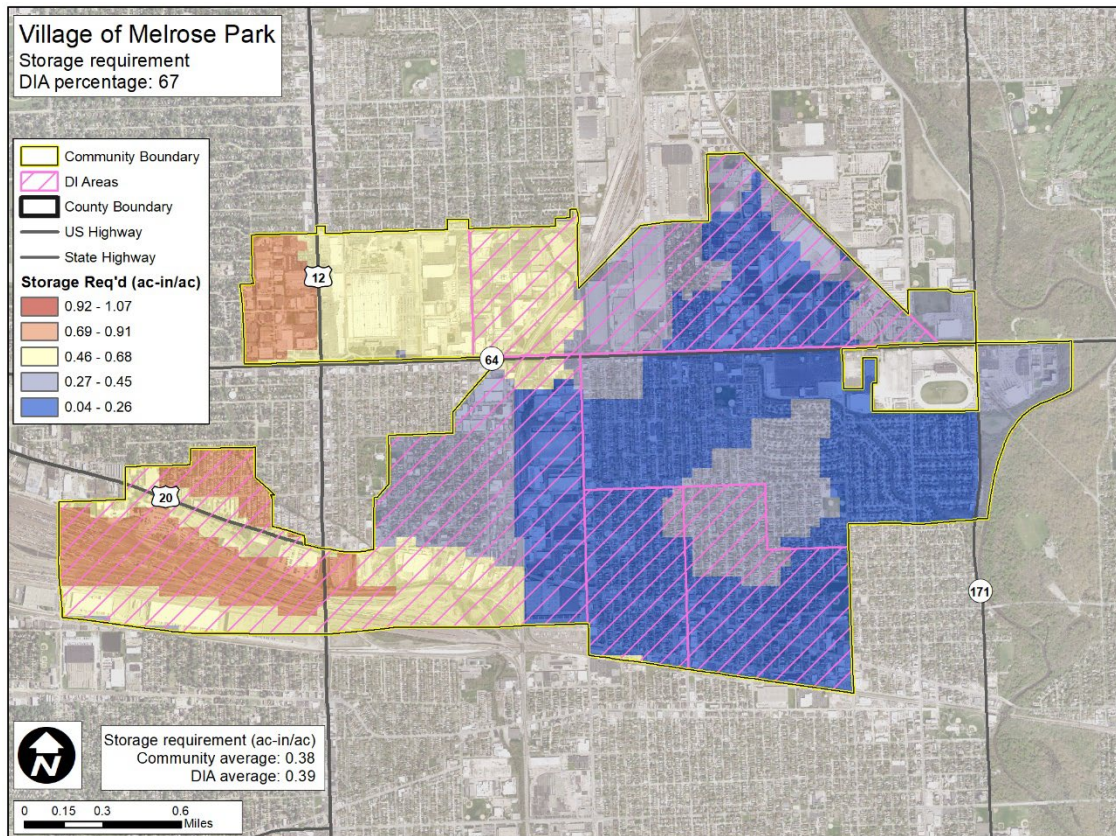 Village of Melrose Park
Storage requirement
DIA percentage: 67
Community Boundary
DI Areas
County Boundary
US Highway
State Highway
Storage Req'd (ac-in/ac)
0.92 - 1.07
0.69 - 0.91
0.46 - 0.68
0.27 - 0.45
0.04 - 0.26
12
64
20
171
N
Storage requirement (ac-in/ac)
Community average: 0.38
DIA average: 0.39
0 0.15 0.3 0.6
Miles